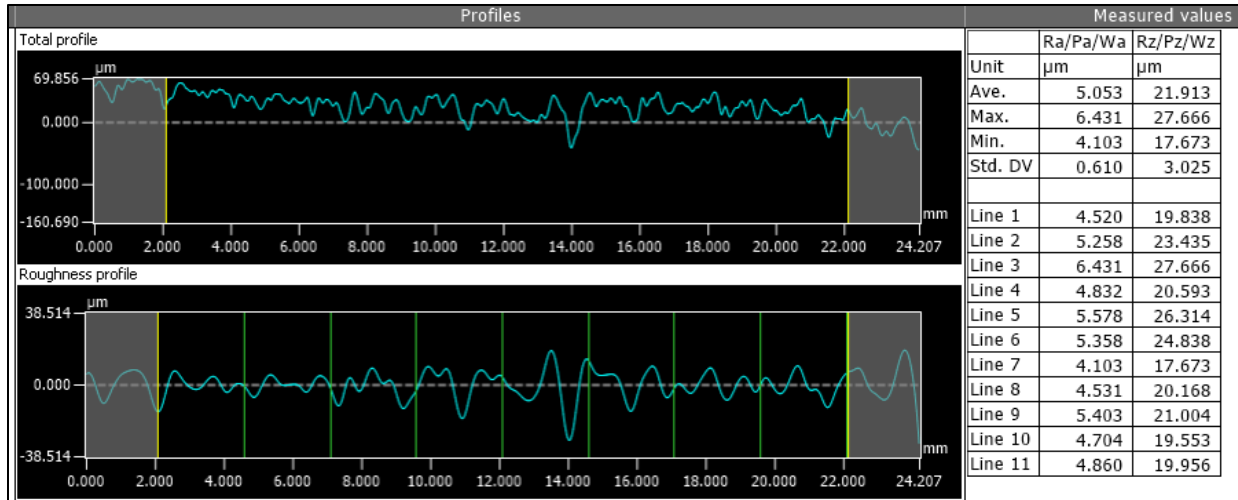 Profiles
Measured values
Total profile
µm
69.856
0.000
-100.000
-160.690
mm
0.000 2.000 4.000 6.000 8.000 10.000 12.000 14.000 16.000 18.000 20.000 22.000 24.207
Roughness profile
µm
38.514
0.000
-38.514
mm
0.000 2.000 4.000 6.000 8.000 10.000 12.000 14.000 16.000 18.000 20.000 22.000 24.207
Ra/Pa/Wa Rz/Pz/Wz
Unit µm µm
Ave. 5.053 21.913
Max. 6.431 27.666
Min. 4.103 17.673
Std. DV 0.610 3.025
Line 1 4.520 19.838
Line 2 5.258 23.435
Line 3 6.431 27.666
Line 4 4.832 20.593
Line 5 5.578 26.314
Line 6 5.358 24.838
Line 7 4.103 17.673
Line 8 4.531 20.168
Line 9 5.403 21.004
Line 10 4.704 19.553
Line 11 4.860 19.956